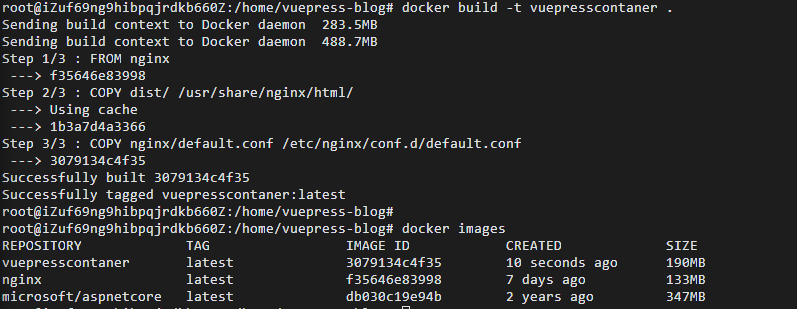 root@iZuf69ng9hibpqjrdkb660Z:/home/vuepress-blog# docker build -t vuepresscontaner .
Sending build context to Docker daemon  283.5MB
Sending build context to Docker daemon  488.7MB
Step 1/3 : FROM nginx
 ---> f35646e83998
Step 2/3 : COPY dist/ /usr/share/nginx/html/
 ---> Using cache
 ---> 1b3a7d4a3366
Step 3/3 : COPY nginx/default.conf /etc/nginx/conf.d/default.conf
 ---> 3079134c4f35
Successfully built 3079134c4f35
Successfully tagged vuepresscontaner:latest
root@iZuf69ng9hibpqjrdkb660Z:/home/vuepress-blog#
root@iZuf69ng9hibpqjrdkb660Z:/home/vuepress-blog# docker images
REPOSITORY             TAG                 IMAGE ID            CREATED             SIZE
vuepresscontaner       latest              3079134c4f35        10 seconds ago      190MB
nginx                  latest              f35646e83998        7 days ago          133MB
microsoft/aspnetcore   latest              db030c19e94b        2 years ago         347MB